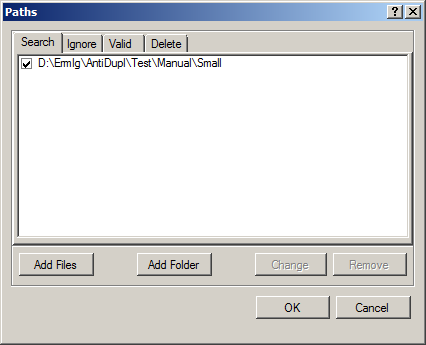 Paths
Search Ignore Valid Delete
D:\ErmIg\AntiDupl\Test\Manual\Small
Add Files Add Folder Change Remove
OK Cancel